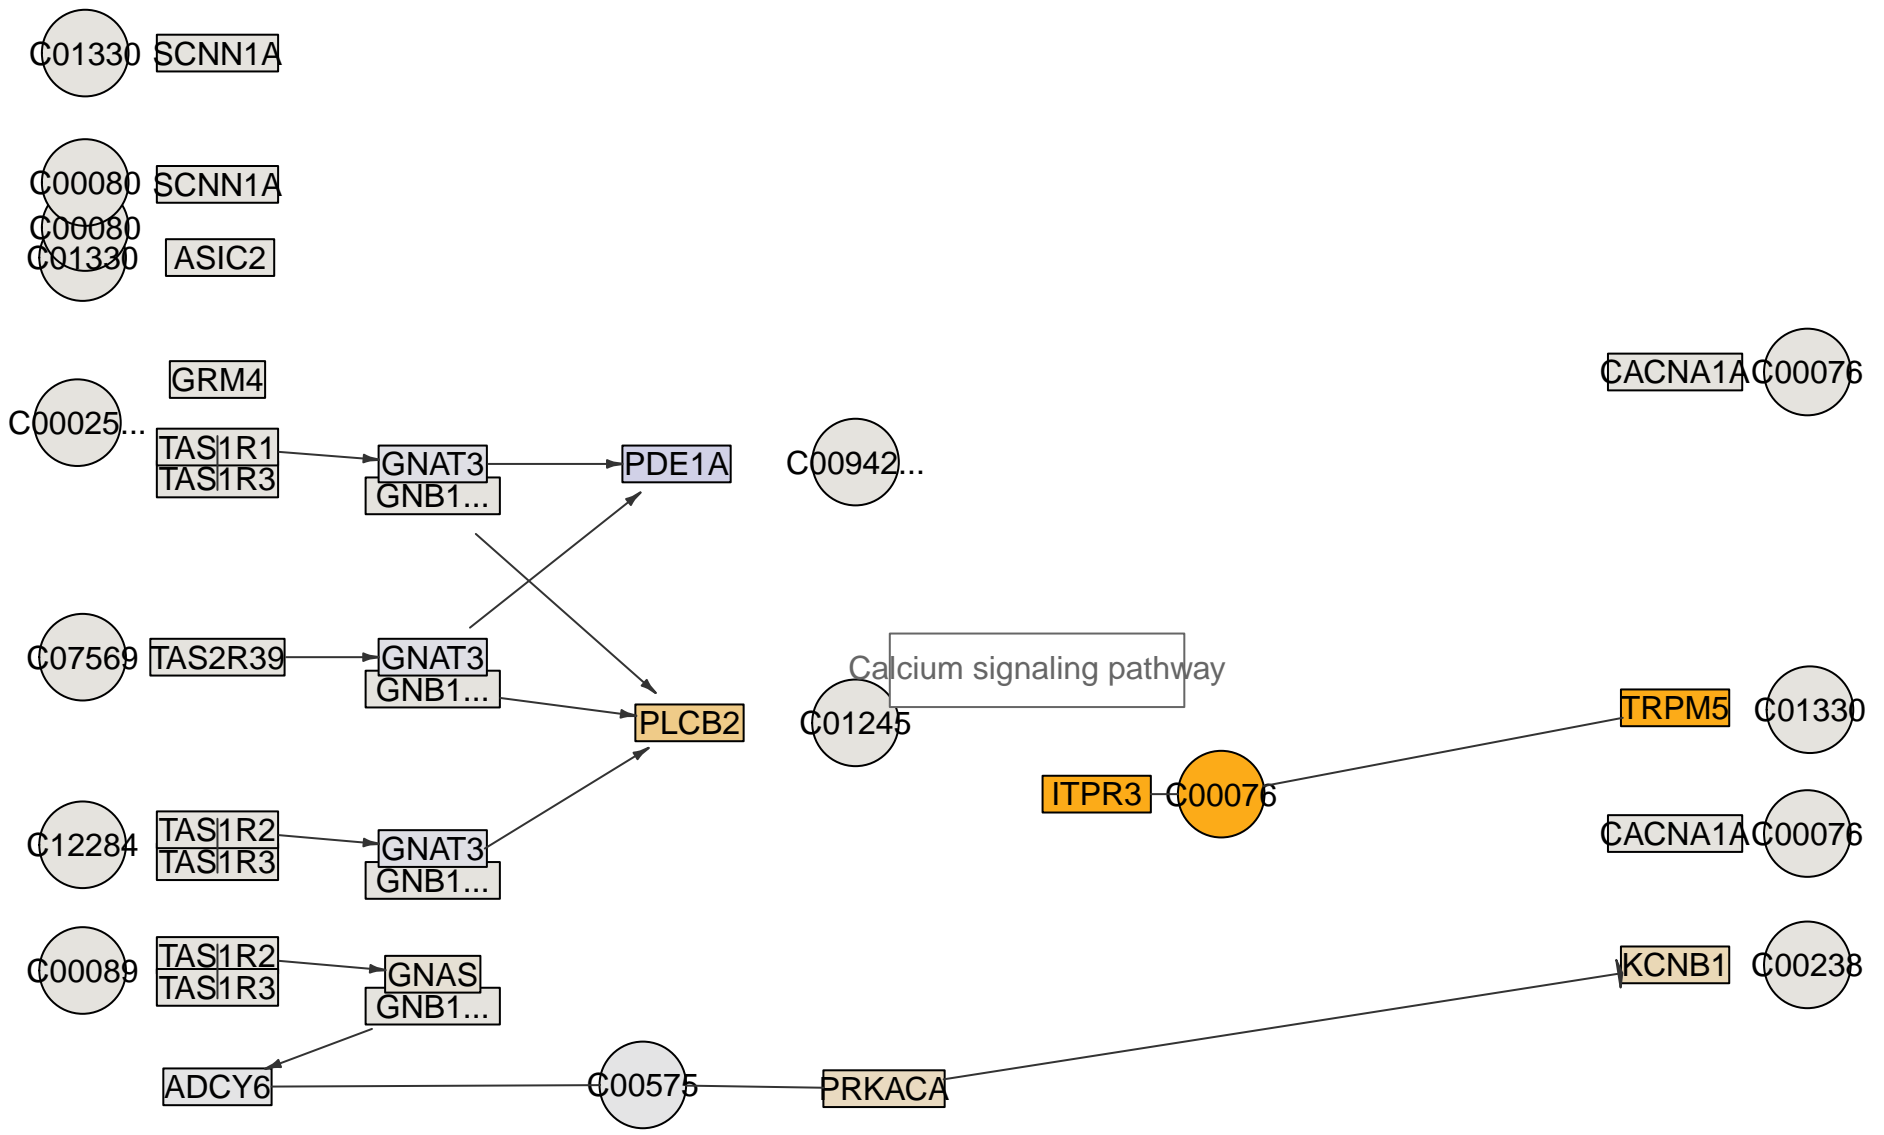 C01330 SCNN1A
C00080 SCNN1A
C00080
C01330 ASIC2
GRM4
CACNA1A C00076
C00025...
TAS1R1
TAS1R3
GNAT3
GNB1...
PDE1A
C00942...
C07569 TAS2R39
GNAT3
GNB1...
Calcium signaling pathway
PLCB2
C01245
TRPM5 C01330
ITPR3 C00076
C12284
TAS1R2
TAS1R3
GNAT3
GNB1...
CACNA1A C00076
C00089
TAS1R2
TAS1R3
GNAS
GNB1...
KCNB1 C00238
ADCY6 C00575 PRKACA